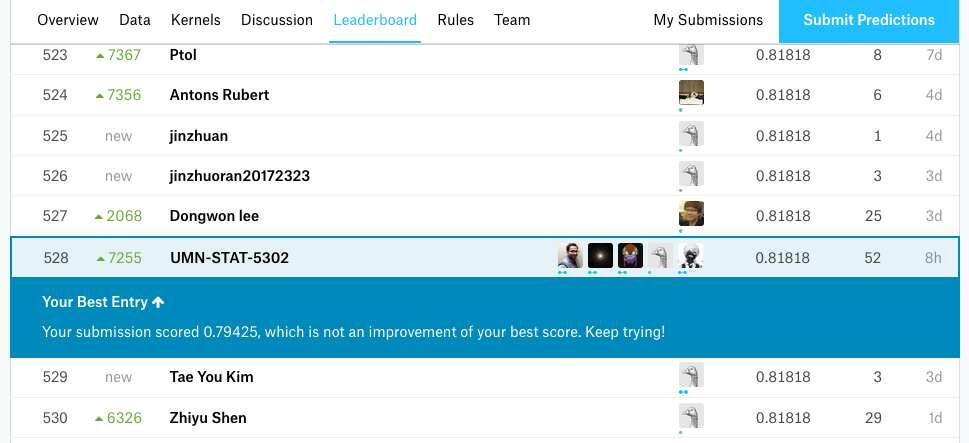 Overview Data Kernels Discussion Leaderboard Rules Team My Submissions Submit Predictions
523 7367 Ptol 0.81818 8 7d
524 7356 Antons Rubert 0.81818 6 4d
525 new jinzhuan 0.81818 1 4d
526 new jinzhuoran20172323 0.81818 3 3d
527 2068 Dongwon lee 0.81818 25 3d
528 7255 UMN-STAT-5302 0.81818 52 8h
Your Best Entry
Your submission scored 0.79425, which is not an improvement of your best score. Keep trying!
529 new Tae You Kim 0.81818 3 3d
530 6326 Zhiyu Shen 0.81818 29 1d